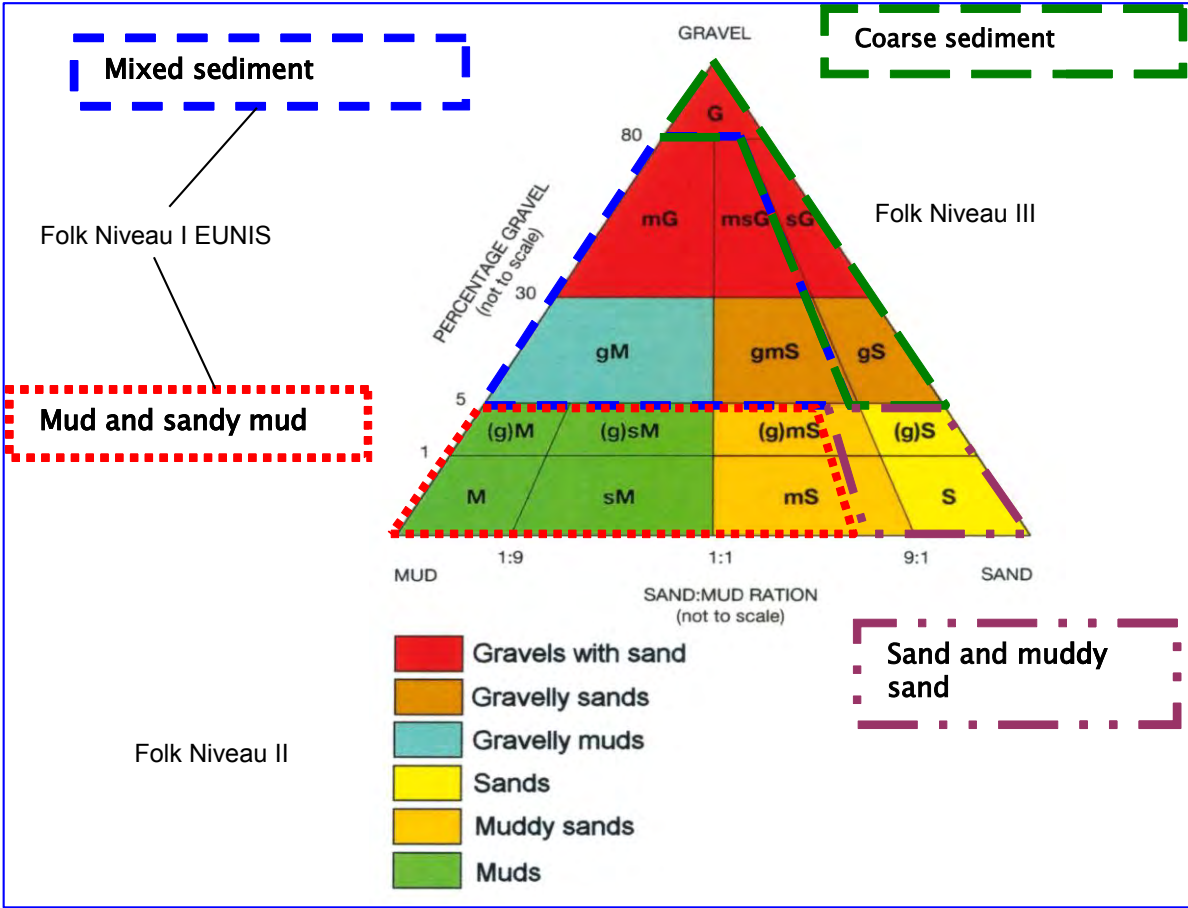 GRAVEL
Coarse sediment
Mixed sediment
G
80
PERCENTAGE GRAVEL
(not to scale)
mG
msG
sG
Folk Niveau III
Folk Niveau I EUNIS
30
gM
gmS
gS
5
Mud and sandy mud
(g)M
(g)sM
(g)mS
(g)S
1
M
sM
mS
S
1:9
1:1
9:1
MUD
SAND
SAND:MUD RATION
(not to scale)
Gravels with sand
Gravelly sands
Gravelly muds
Sands
Muddy sands
Muds
Sand and muddy
sand
Folk Niveau II